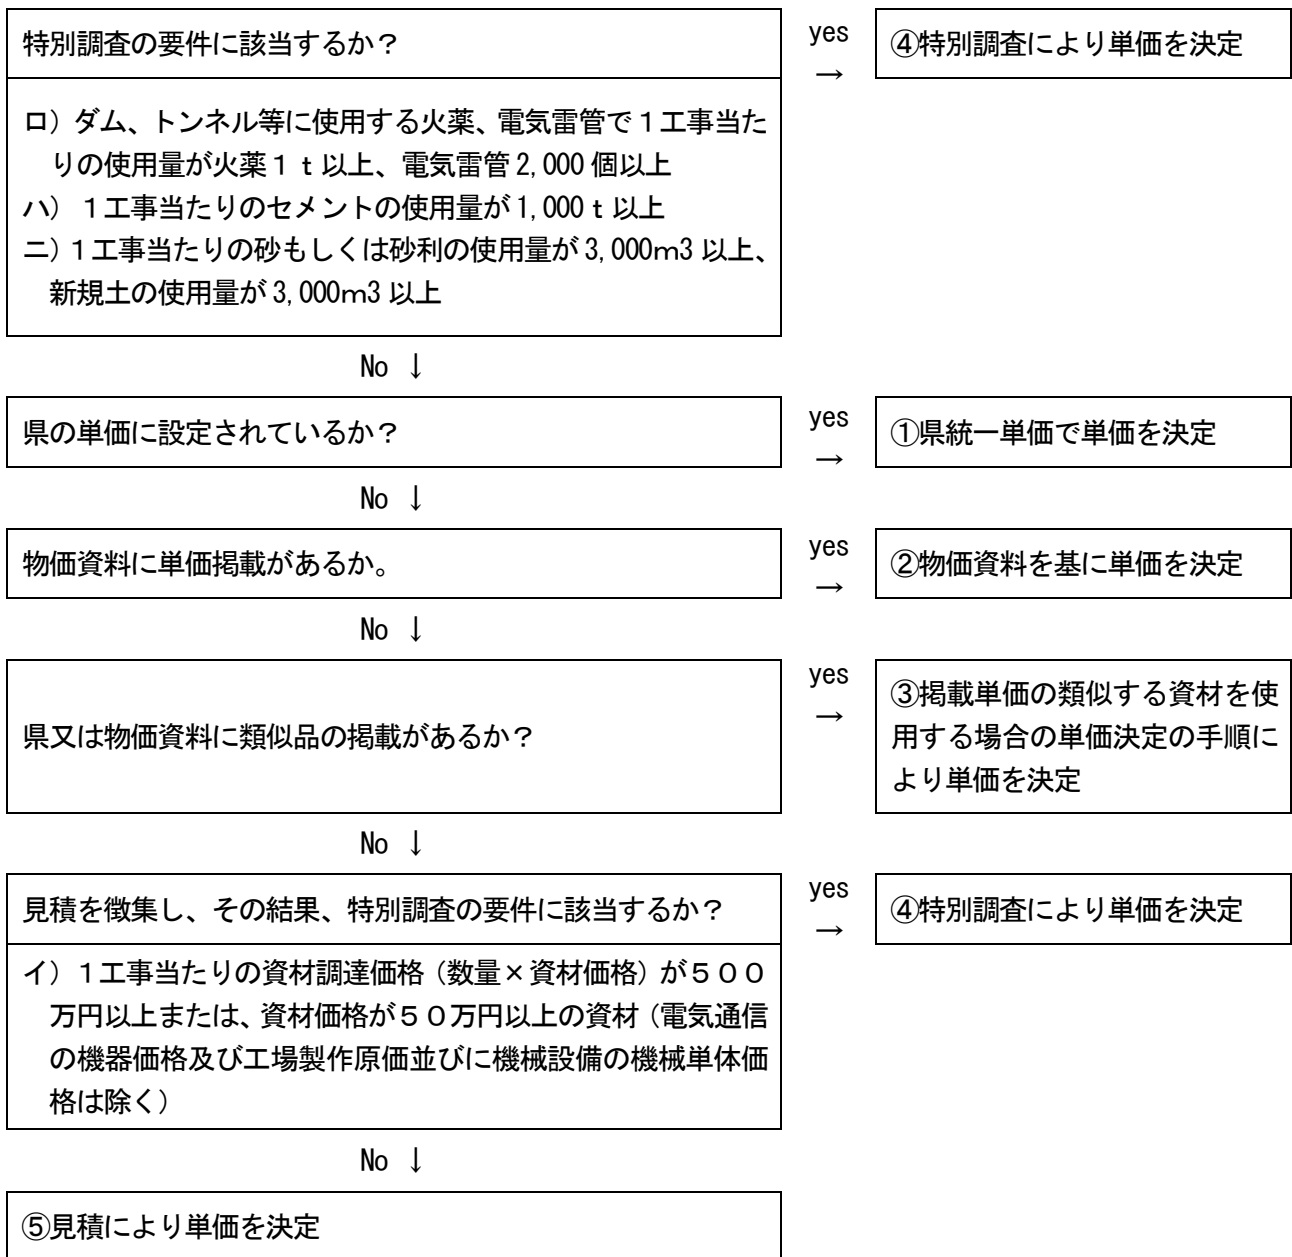 特別調査の要件に該当するか？
yes
→
④特別調査により単価を決定
ロ）ダム、トンネル等に使用する火薬、電気雷管で１工事当た
りの使用量が火薬１ｔ以上、電気雷管2,000個以上
ハ）１工事当たりのセメントの使用量が1,000ｔ以上
ニ）１工事当たりの砂もしくは砂利の使用量が3,000ｍ3以上、
新規土の使用量が3,000ｍ3以上
No ↓
県の単価に設定されているか？
yes
→
①県統一単価で単価を決定
No ↓
物価資料に単価掲載があるか。
yes
→
②物価資料を基に単価を決定
No ↓
県又は物価資料に類似品の掲載があるか？
yes
→
③掲載単価の類似する資材を使
用する場合の単価決定の手順に
より単価を決定
No ↓
見積を徴集し、その結果、特別調査の要件に該当するか？
yes
→
④特別調査により単価を決定
イ）１工事当たりの資材調達価格（数量×資材価格）が５００
万円以上または、資材価格が５０万円以上の資材（電気通信
の機器価格及び工場製作原価並びに機械設備の機械単体価
格は除く）
No ↓
⑤見積により単価を決定